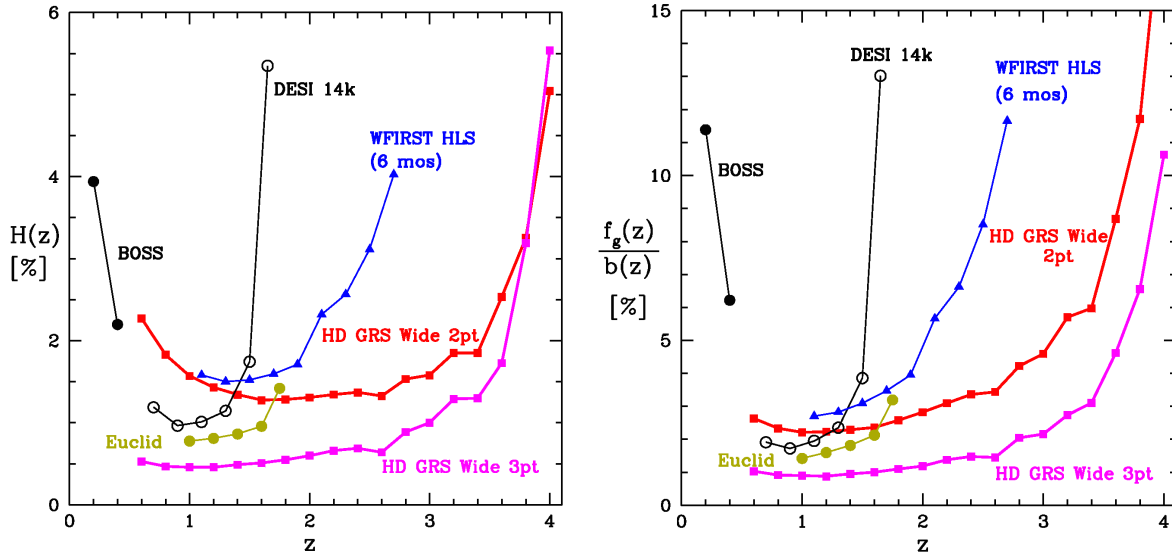 6
4
2
0
H(z)
[%]
BOSS
DESI 14k
WFIRST HLS
(6 mos)
HD GRS Wide 2pt
Euclid
HD GRS Wide 3pt
0
1
2
3
4
z
15
10
5
0
f_g(z)
b(z)
[%]
BOSS
DESI 14k
WFIRST HLS
(6 mos)
HD GRS Wide
2pt
Euclid
HD GRS Wide 3pt
0
1
2
3
4
z